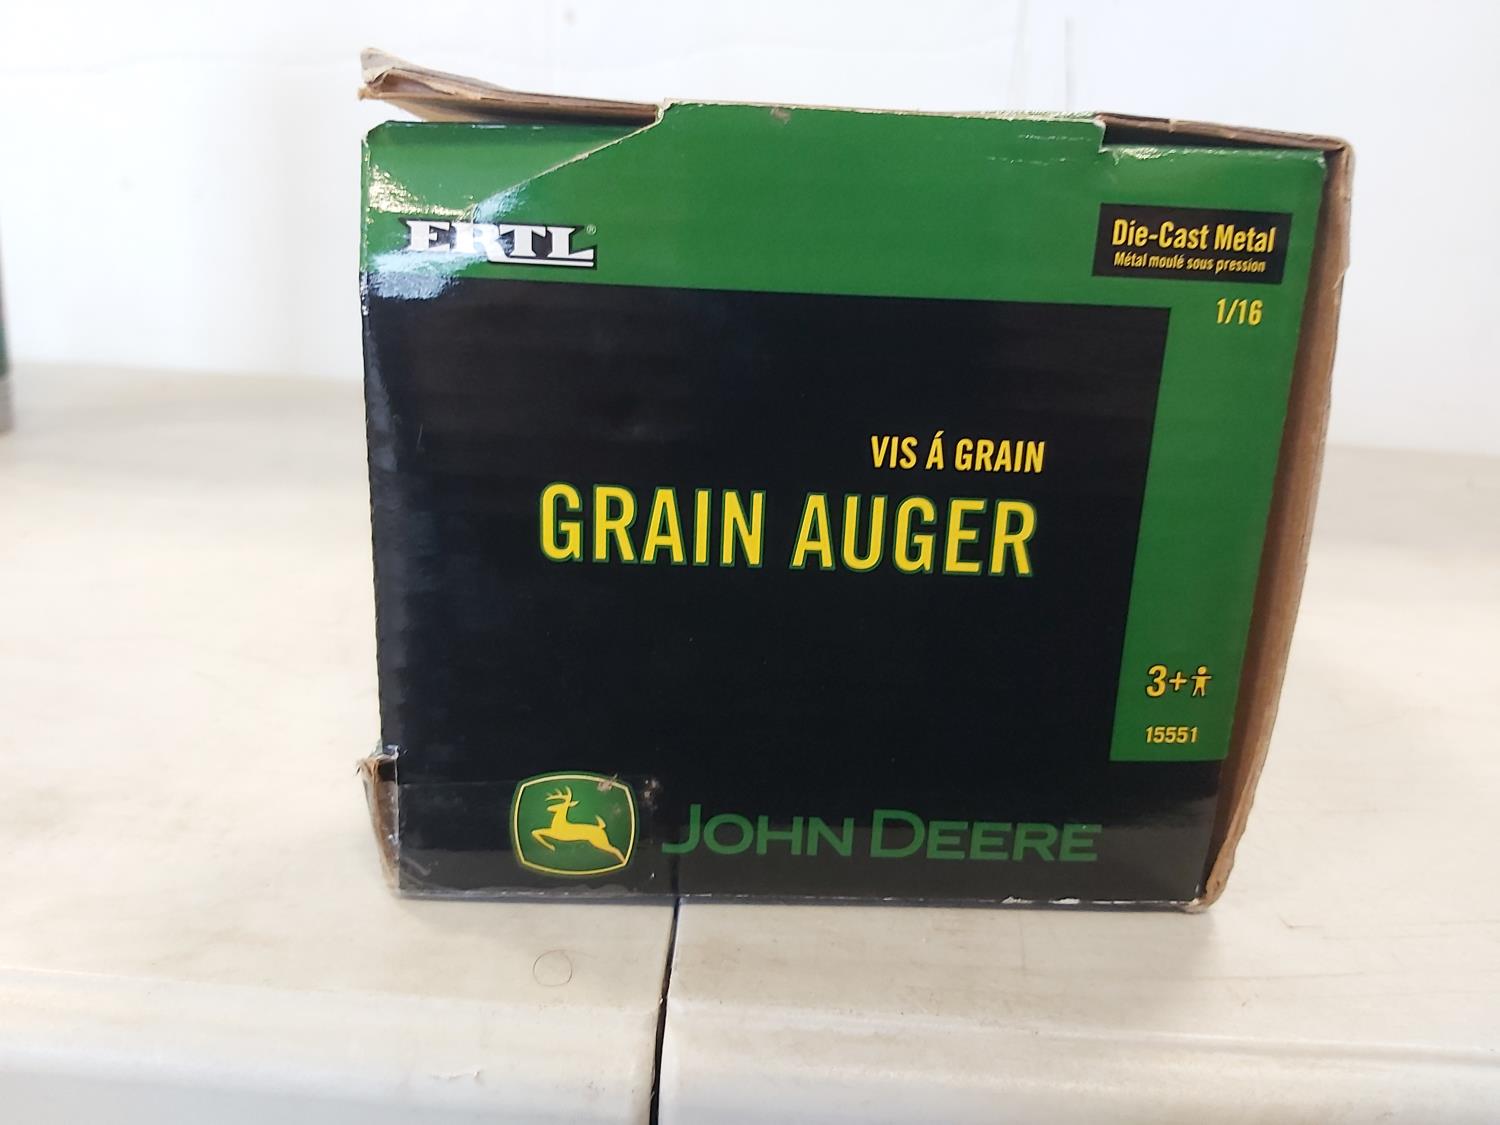 ERTL®
Die-Cast Metal
Métal moulé sous pression
1/16
VIS Á GRAIN
GRAIN AUGER
3+
15551
JOHN DEERE